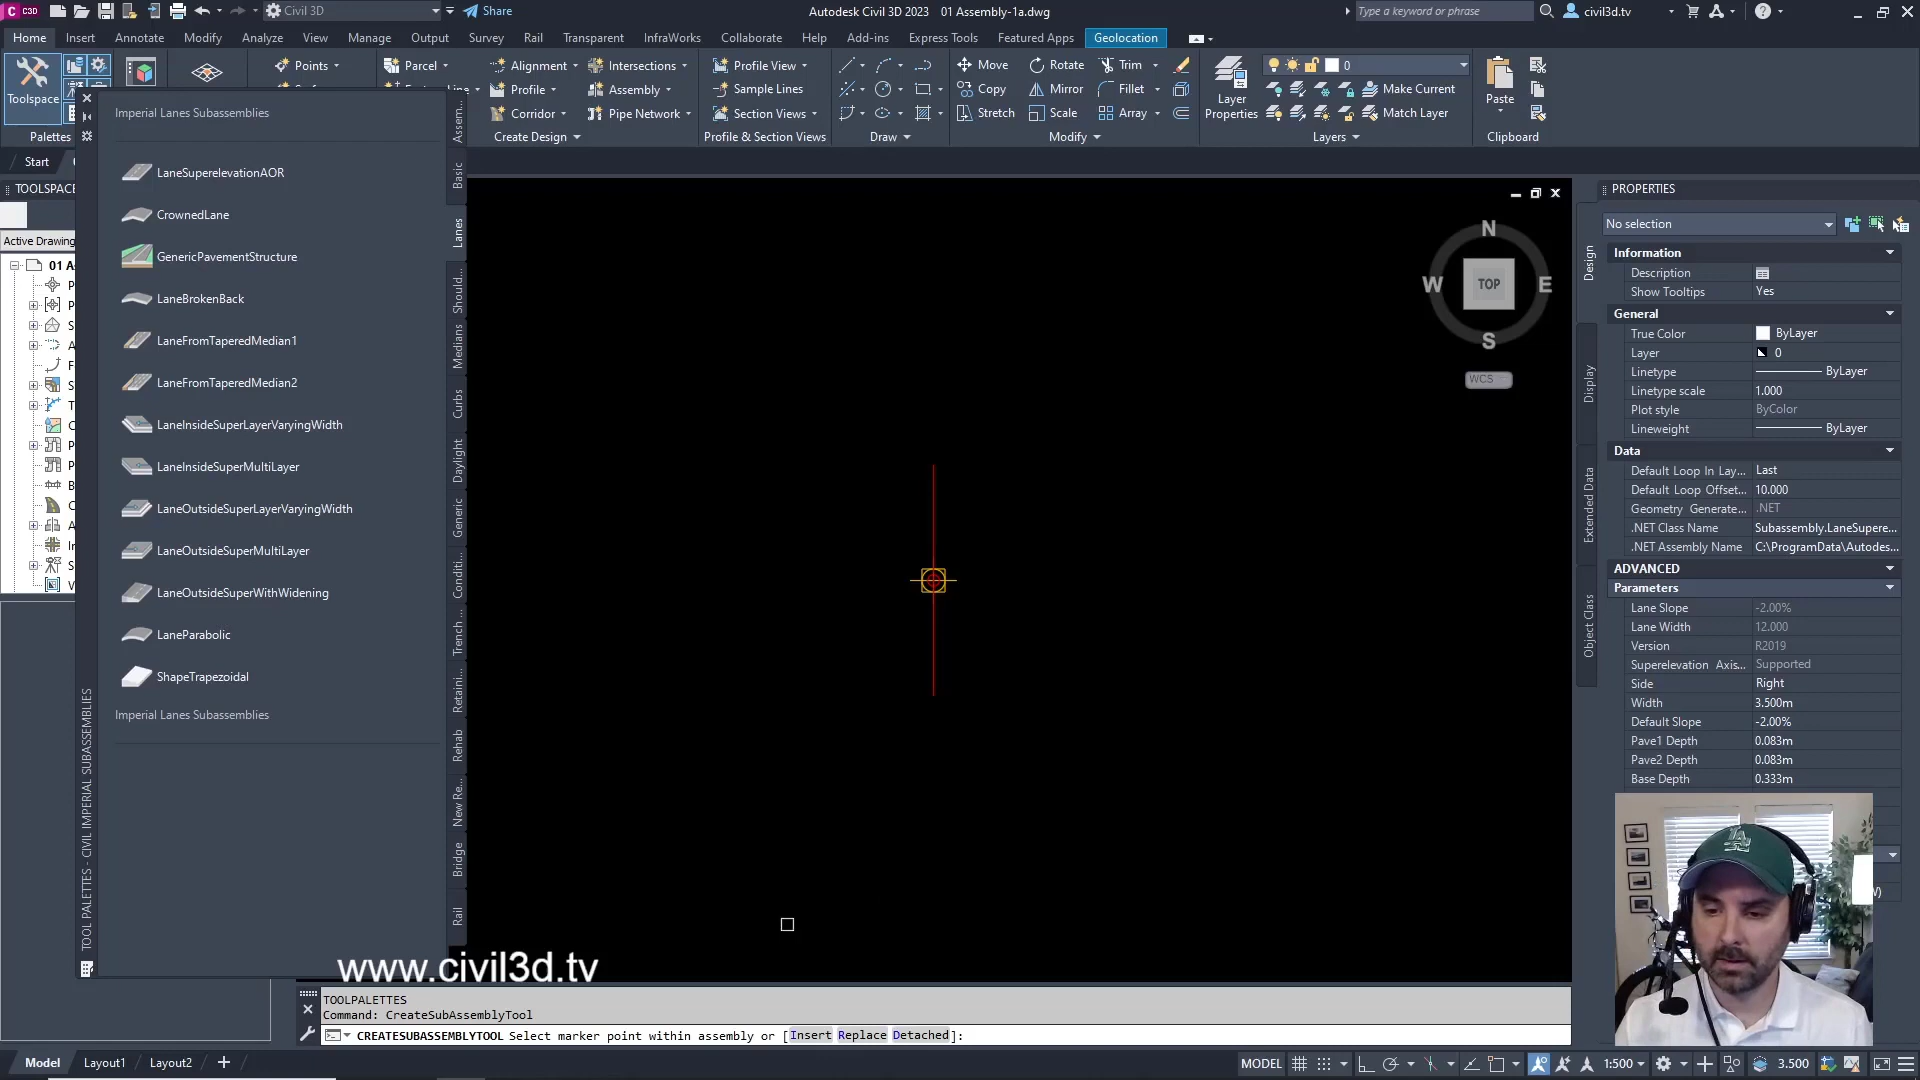 C3D
Civil 3D
Share
Autodesk Civil 3D 2023
01 Assembly-1a.dwg
Type a keyword or phrase
civil3d.tv
Home
Insert
Annotate
Modify
Analyze
View
Manage
Output
Survey
Rail
Transparent
InfraWorks
Collaborate
Help
Add-ins
Express Tools
Featured Apps
Geolocation
Toolspace
Palettes
Points
Parcel
Alignment
Profile
Corridor
Intersections
Assembly
Pipe Network
Create Design
Profile View
Sample Lines
Section Views
Profile & Section Views
Draw
Move
Copy
Stretch
Rotate
Mirror
Scale
Trim
Fillet
Array
Modify
Layer
Properties
0
Make Current
Match Layer
Layers
Paste
Clipboard
Start
TOOLSPACE
Active Drawing
01 A
Imperial Lanes Subassemblies
LaneSuperelevationAOR
CrownedLane
GenericPavementStructure
LaneBrokenBack
LaneFromTaperedMedian1
LaneFromTaperedMedian2
LaneInsideSuperLayerVaryingWidth
LaneInsideSuperMultiLayer
LaneOutsideSuperLayerVaryingWidth
LaneOutsideSuperMultiLayer
LaneOutsideSuperWithWidening
LaneParabolic
ShapeTrapezoidal
Imperial Lanes Subassemblies
TOOL PALETTES - CIVIL IMPERIAL SUBASSEMBLIES
Assem...
Basic
Lanes
Should...
Medians
Curbs
Daylight
Generic
Conditi...
Trench ...
Retaini...
Rehab
New Re...
Bridge
Rail
N
W
TOP
E
S
WCS
PROPERTIES
No selection
Design
Display
Extended Data
Object Class
Information
Description
Show Tooltips Yes
General
True Color ByLayer
Layer 0
Linetype ByLayer
Linetype scale 1.000
Plot style ByColor
Lineweight ByLayer
Data
Default Loop In Lay... Last
Default Loop Offset... 10.000
Geometry Generate... .NET
.NET Class Name Subassembly.LaneSupere...
.NET Assembly Name C:\ProgramData\Autodes...
ADVANCED
Parameters
Lane Slope -2.00%
Lane Width 12.000
Version R2019
Superelevation Axis... Supported
Side Right
Width 3.500m
Default Slope -2.00%
Pave1 Depth 0.083m
Pave2 Depth 0.083m
Base Depth 0.333m
www.civil3d.tv
TOOLPALETTES
Command: CreateSubAssemblyTool
CREATESUBASSEMBLYTOOL Select marker point within assembly or [Insert Replace Detached]:
Model
Layout1
Layout2
MODEL
1:500
3.500